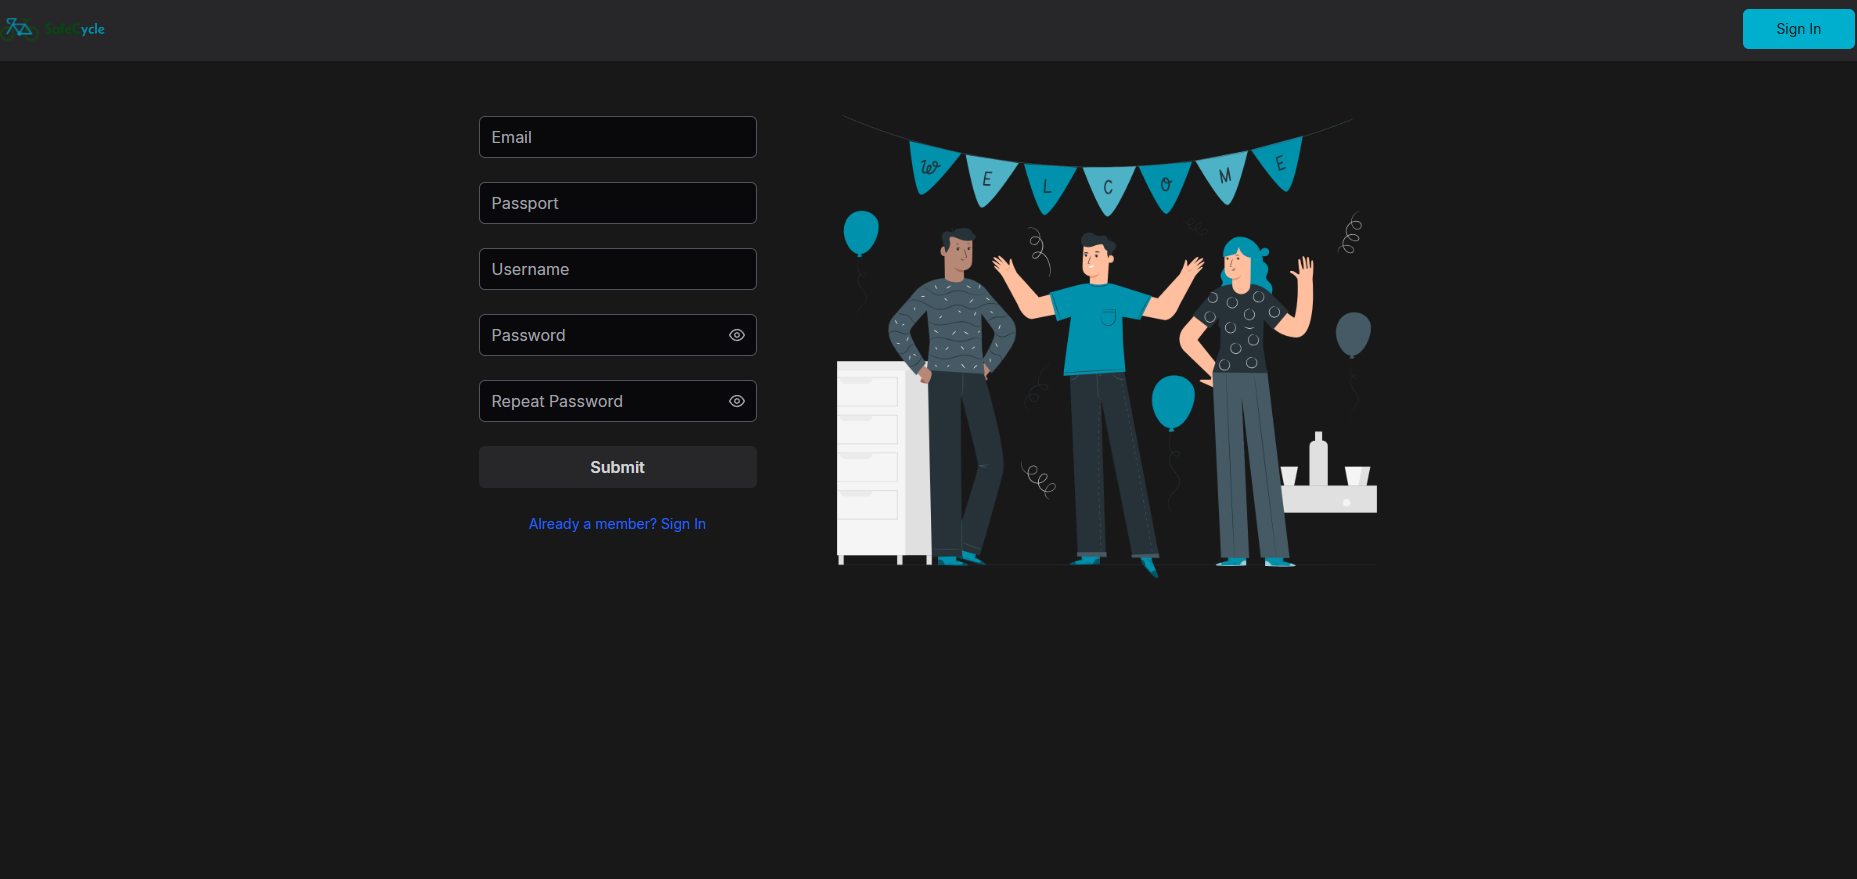 SafeCycle
Sign In
Email
Passport
Username
Password
Repeat Password
Submit
Already a member? Sign In
WELCOME